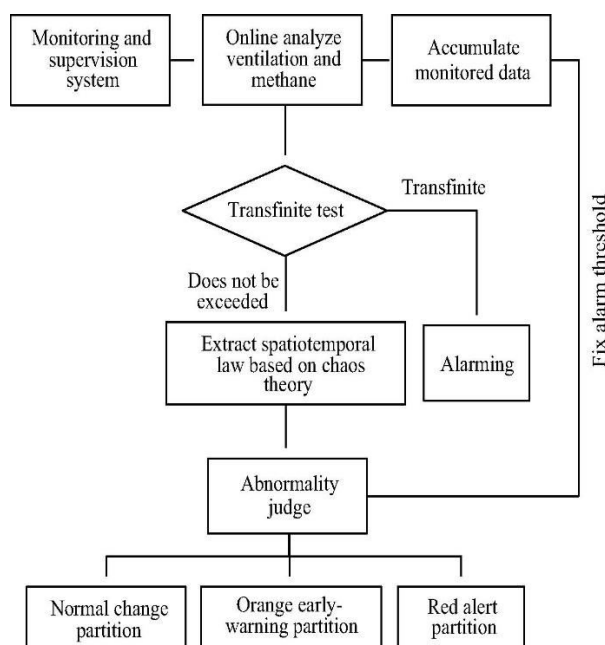 Monitoring and
supervision
system
Online analyze
ventilation and
methane
Accumulate
monitored data
Transfinite test
Transfinite
Fix alarm threshold
Does not be
exceeded
Extract spatiotemporal
law based on chaos
theory
Alarming
Abnormality
judge
Normal change
partition
Orange early-
warning partition
Red alert
partition